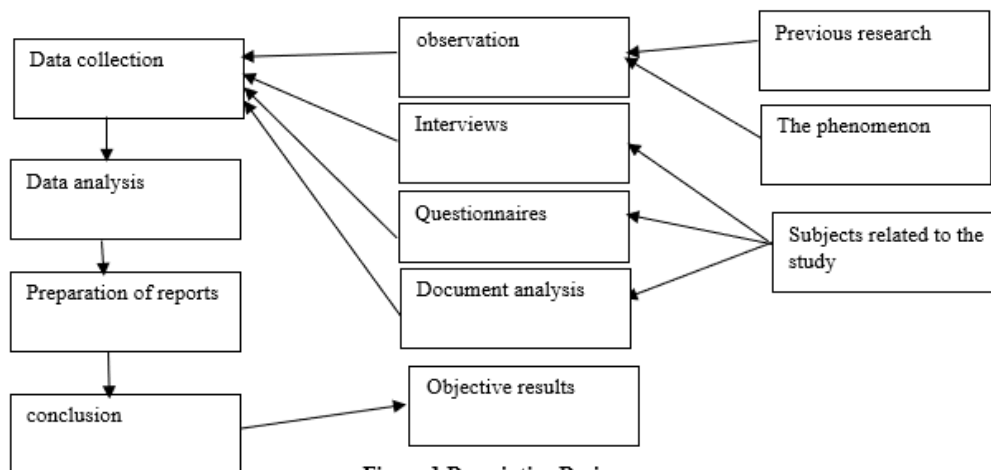 Data collection
observation
Previous research
Interviews
The phenomenon
Data analysis
Questionnaires
Subjects related to the
study
Preparation of reports
Document analysis
conclusion
Objective results